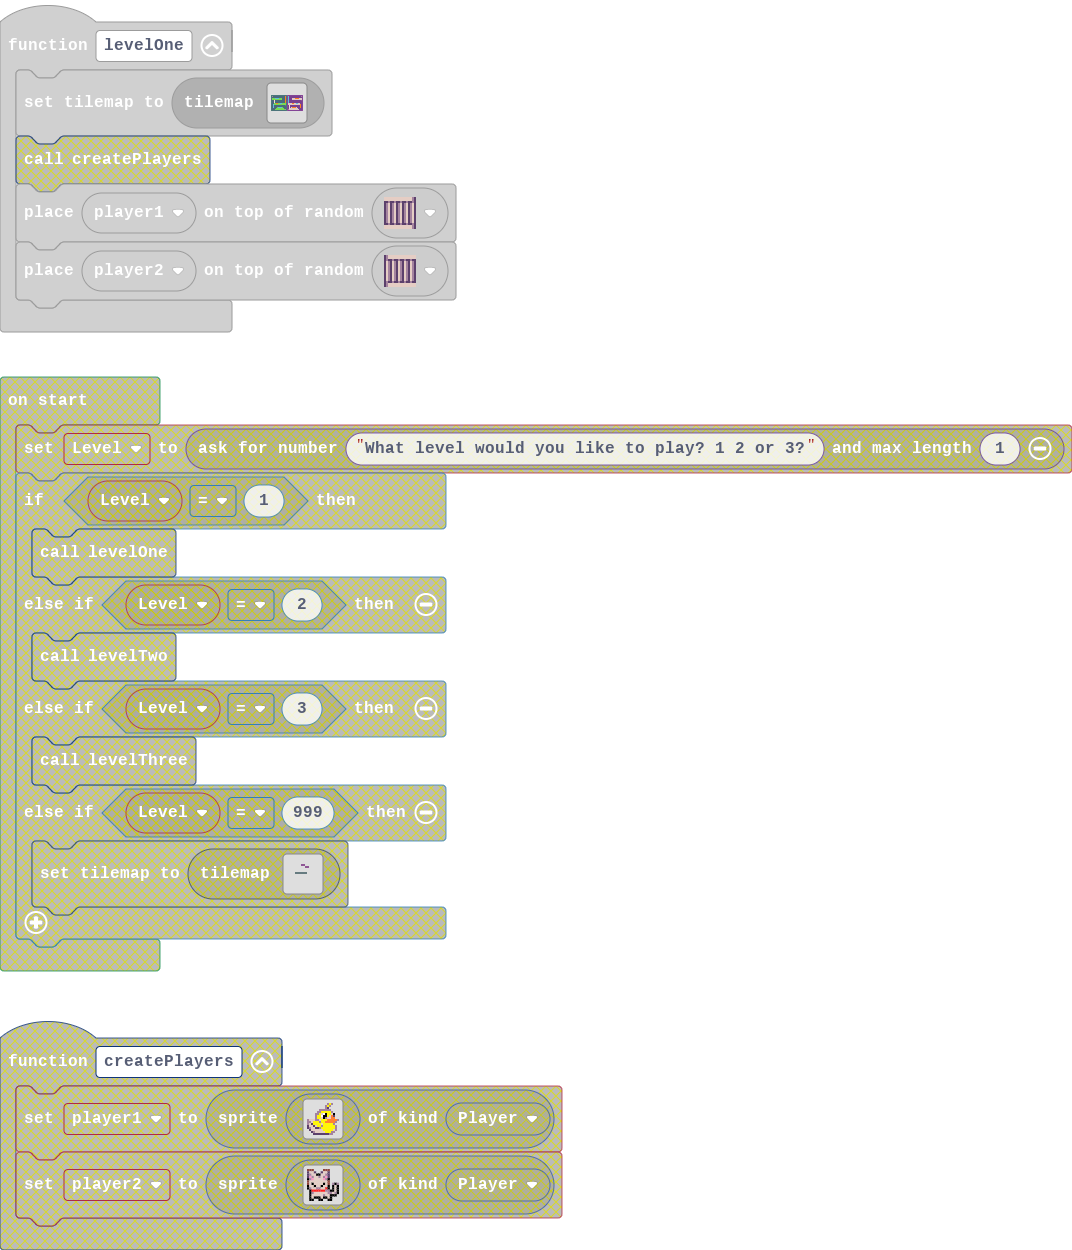 function levelOne
set tilemap to tilemap
call createPlayers
place player1 on top of random
place player2 on top of random
on start
set Level to ask for number "What level would you like to play? 1 2 or 3?" and max length 1
if Level = 1 then
call levelOne
else if Level = 2 then
call levelTwo
else if Level = 3 then
call levelThree
else if Level = 999 then
set tilemap to tilemap
function createPlayers
set player1 to sprite of kind Player
set player2 to sprite of kind Player